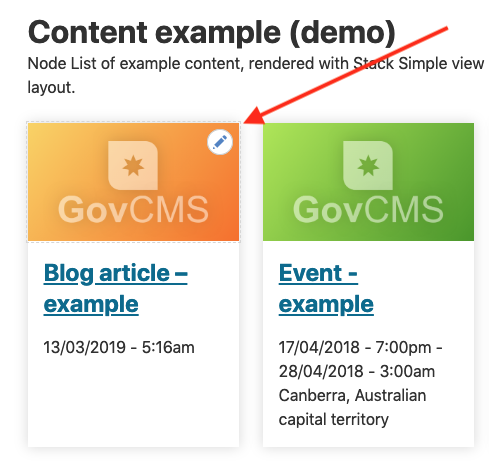 Content example (demo)
Node List of example content, rendered with Stack Simple view
layout.
GovCMS
Blog article –
example
13/03/2019 - 5:16am
GovCMS
Event -
example
17/04/2018 - 7:00pm -
28/04/2018 - 3:00am
Canberra, Australian
capital territory